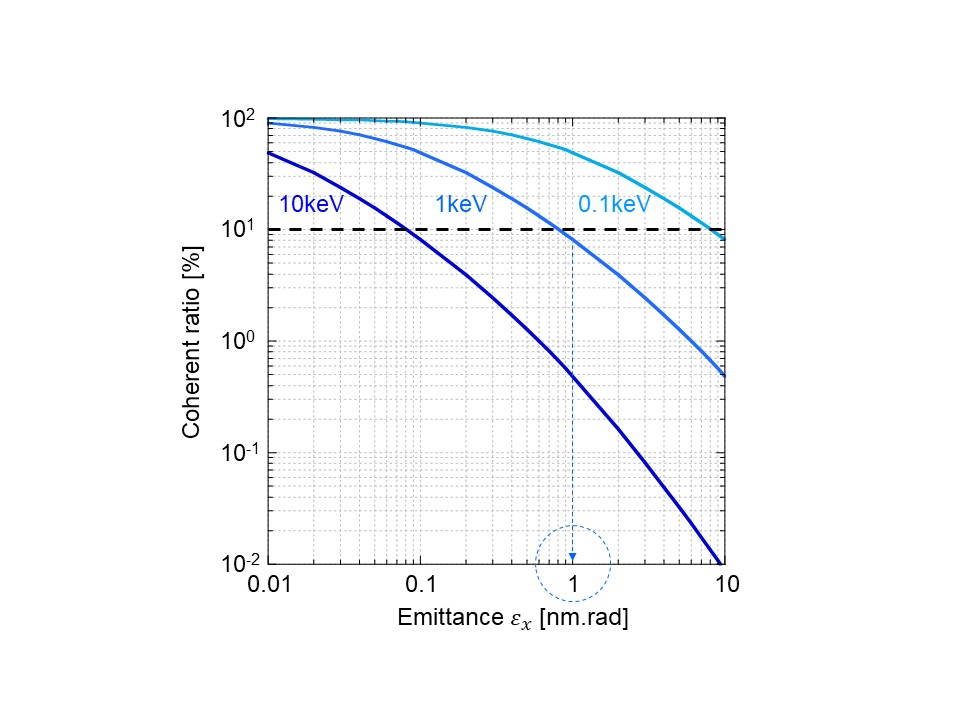 10²
10keV 1keV 0.1keV
10¹
10⁰
10⁻¹
10⁻²
Coherent ratio [%]
0.01 0.1 1 10
Emittance 𝜀ₓ [nm.rad]